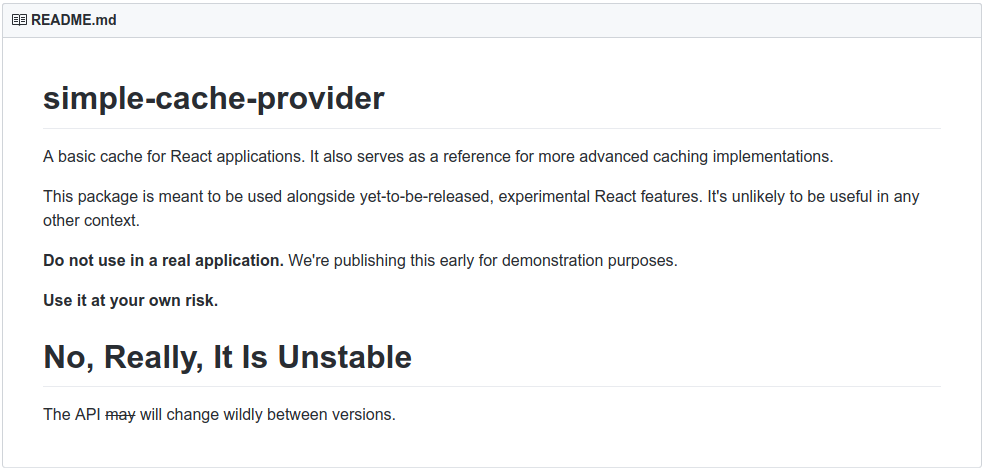 README.md
simple-cache-provider
A basic cache for React applications. It also serves as a reference for more advanced caching implementations.
This package is meant to be used alongside yet-to-be-released, experimental React features. It's unlikely to be useful in any
other context.
Do not use in a real application. We're publishing this early for demonstration purposes.
Use it at your own risk.
No, Really, It Is Unstable
The API may will change wildly between versions.